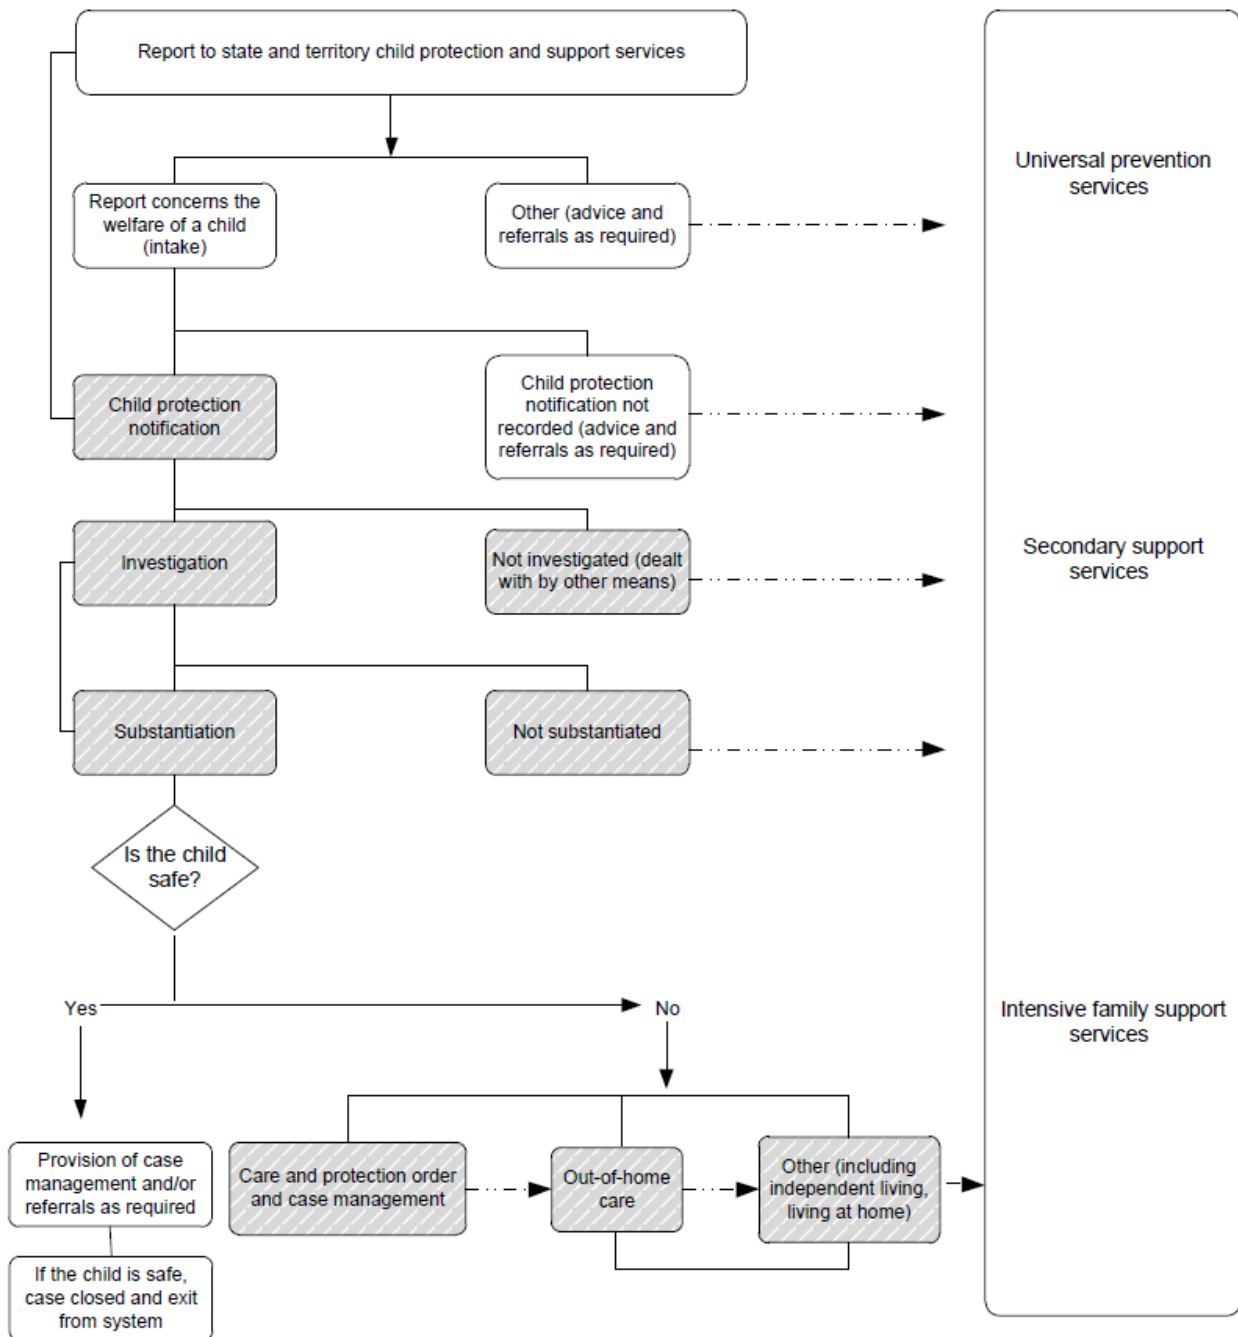 Report to state and territory child protection and support services
Universal prevention
services
Report concerns the
welfare of a child
(intake)
Other (advice and
referrals as required)
Child protection
notification
Child protection
notification not
recorded (advice and
referrals as required)
Investigation
Not investigated (dealt
with by other means)
Secondary support
services
Substantiation
Not substantiated
Is the child
safe?
Yes
No
Intensive family support
services
Provision of case
management and/or
referrals as required
Care and protection order
and case management
Out-of-home
care
Other (including
independent living,
living at home)
If the child is safe,
case closed and exit
from system